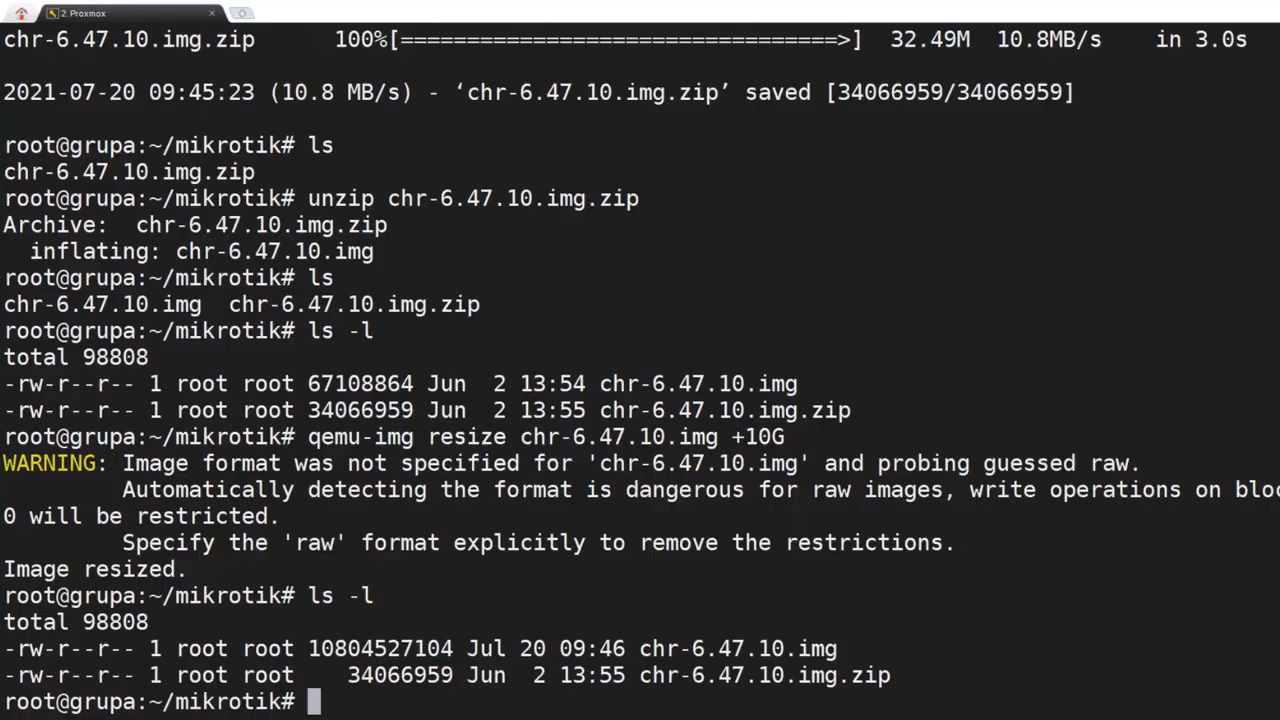 2. Proxmox
chr-6.47.10.img.zip 100%[=================================>] 32.49M 10.8MB/s in 3.0s
2021-07-20 09:45:23 (10.8 MB/s) - ‘chr-6.47.10.img.zip’ saved [34066959/34066959]
root@grupa:~/mikrotik# ls
chr-6.47.10.img.zip
root@grupa:~/mikrotik# unzip chr-6.47.10.img.zip
Archive:  chr-6.47.10.img.zip
  inflating: chr-6.47.10.img
root@grupa:~/mikrotik# ls
chr-6.47.10.img  chr-6.47.10.img.zip
root@grupa:~/mikrotik# ls -l
total 98808
-rw-r--r-- 1 root root 67108864 Jun  2 13:54 chr-6.47.10.img
-rw-r--r-- 1 root root 34066959 Jun  2 13:55 chr-6.47.10.img.zip
root@grupa:~/mikrotik# qemu-img resize chr-6.47.10.img +10G
WARNING: Image format was not specified for 'chr-6.47.10.img' and probing guessed raw.
         Automatically detecting the format is dangerous for raw images, write operations on bloc
0 will be restricted.
         Specify the 'raw' format explicitly to remove the restrictions.
Image resized.
root@grupa:~/mikrotik# ls -l
total 98808
-rw-r--r-- 1 root root 10804527104 Jul 20 09:46 chr-6.47.10.img
-rw-r--r-- 1 root root    34066959 Jun  2 13:55 chr-6.47.10.img.zip
root@grupa:~/mikrotik#